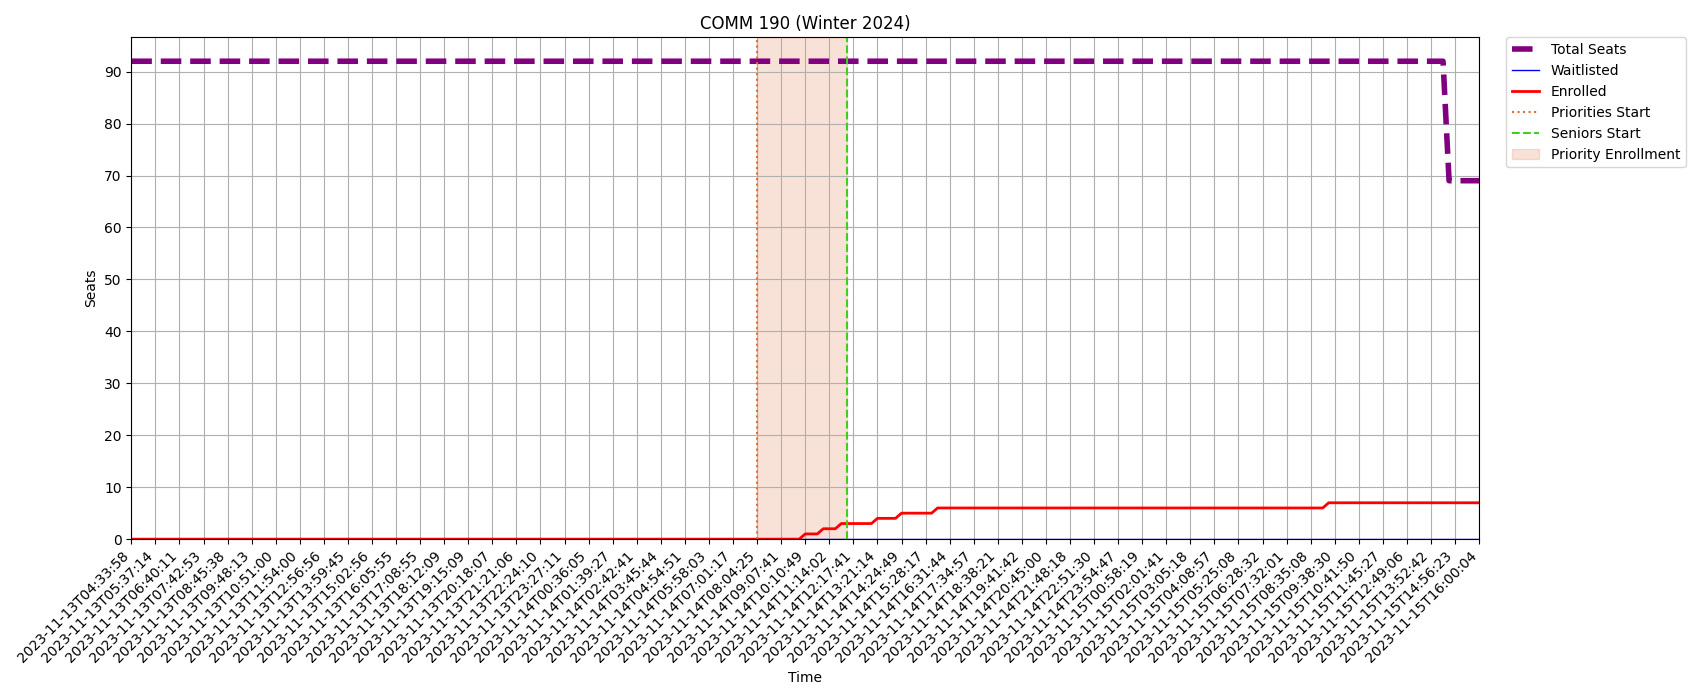 COMM 190 (Winter 2024)
Total Seats
Waitlisted
Enrolled
Priorities Start
Seniors Start
Priority Enrollment
Seats
90
80
70
60
50
40
30
20
10
0
2023-11-13T04:33:58
2023-11-13T05:37:14
2023-11-13T06:40:11
2023-11-13T07:42:53
2023-11-13T08:45:38
2023-11-13T09:48:13
2023-11-13T10:51:00
2023-11-13T11:54:00
2023-11-13T12:56:56
2023-11-13T13:59:45
2023-11-13T15:02:56
2023-11-13T16:05:55
2023-11-13T17:08:55
2023-11-13T18:12:09
2023-11-13T19:15:09
2023-11-13T20:18:07
2023-11-13T21:21:06
2023-11-13T22:24:10
2023-11-13T23:27:11
2023-11-14T00:36:05
2023-11-14T01:39:27
2023-11-14T02:42:41
2023-11-14T03:45:44
2023-11-14T04:54:51
2023-11-14T05:58:03
2023-11-14T07:01:17
2023-11-14T08:04:25
2023-11-14T09:07:41
2023-11-14T10:10:49
2023-11-14T11:14:02
2023-11-14T12:17:41
2023-11-14T13:21:14
2023-11-14T14:24:49
2023-11-14T15:28:17
2023-11-14T16:31:44
2023-11-14T17:34:57
2023-11-14T18:38:21
2023-11-14T19:41:42
2023-11-14T20:45:00
2023-11-14T21:48:18
2023-11-14T22:51:30
2023-11-14T23:54:47
2023-11-15T00:58:19
2023-11-15T02:01:41
2023-11-15T03:05:18
2023-11-15T04:08:57
2023-11-15T05:25:08
2023-11-15T06:28:32
2023-11-15T07:32:01
2023-11-15T08:35:08
2023-11-15T09:38:30
2023-11-15T10:41:50
2023-11-15T11:45:27
2023-11-15T12:49:06
2023-11-15T13:52:42
2023-11-15T14:56:23
2023-11-15T16:00:04
Time